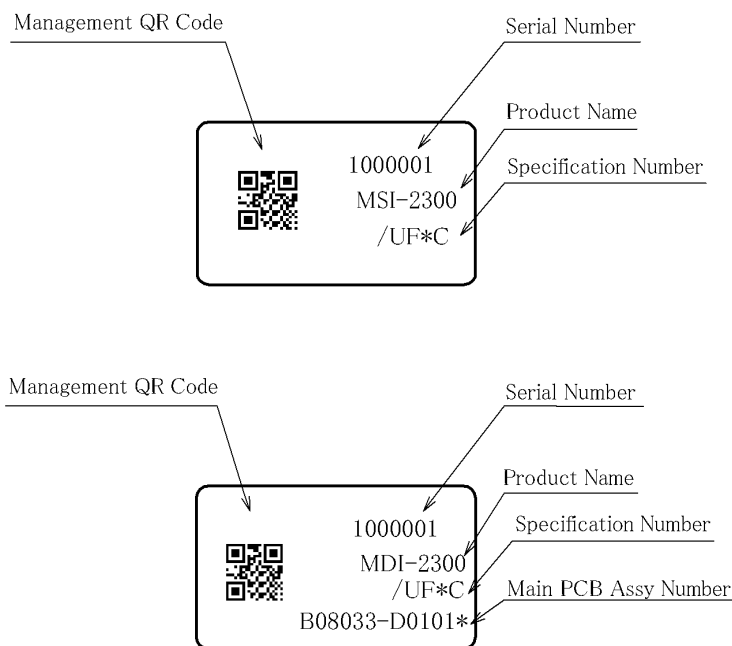 Management QR Code
Serial Number
Product Name
Specification Number
1000001
MSI-2300
/UF*C
Management QR Code
Serial Number
Product Name
Specification Number
Main PCB Assy Number
1000001
MDI-2300
/UF*C
B08033-D0101*